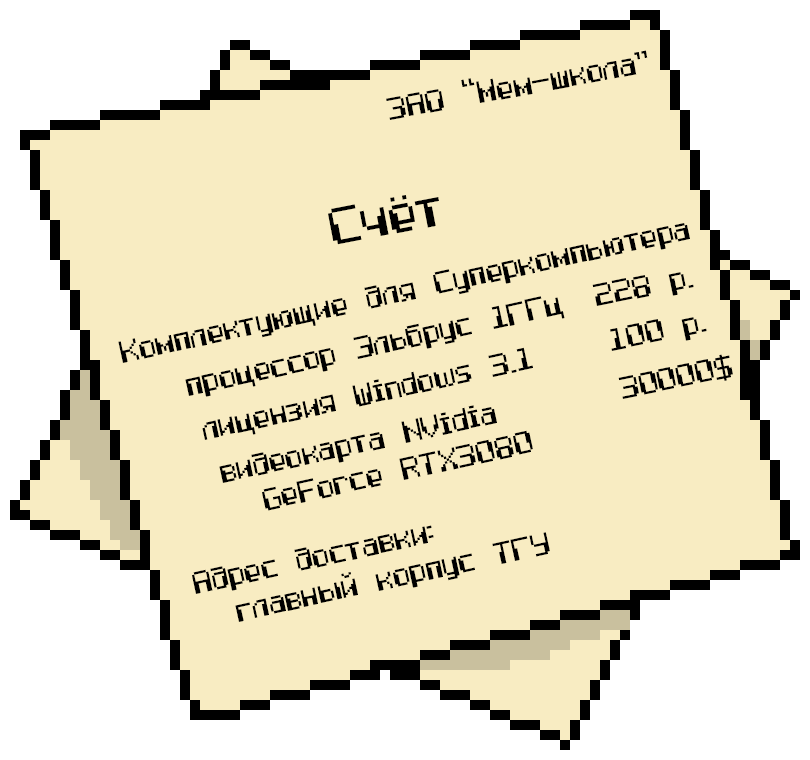 ЗАО “Мем-школа”
Счёт
Комплектующие для Суперкомпьютера
процессор Эльбрус 1ГГц 228 р.
лицензия Windows 3.1 100 р.
видеокарта NVidia 30000$
GeForce RTX3080
Адрес доставки:
главный корпус ТГУ